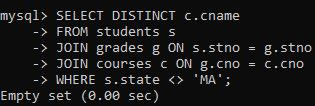 mysql> SELECT DISTINCT c.cname
    -> FROM students s
    -> JOIN grades g ON s.stno = g.stno
    -> JOIN courses c ON g.cno = c.cno
    -> WHERE s.state <> 'MA';
Empty set (0.00 sec)